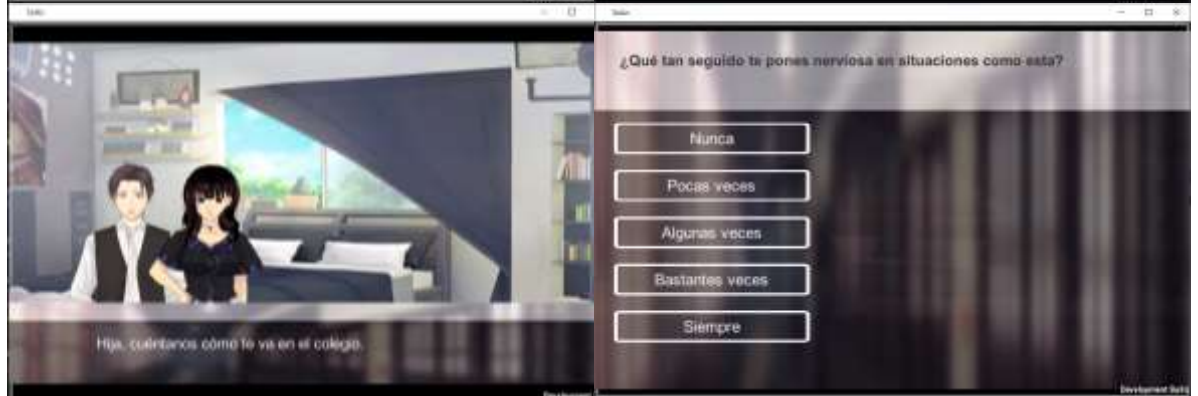 Hija, cuéntanos cómo te va en el colegio.
¿Qué tan seguido te pones nerviosa en situaciones como esta?
Nunca
Pocas veces
Algunas veces
Bastantes veces
Siempre
Development Build